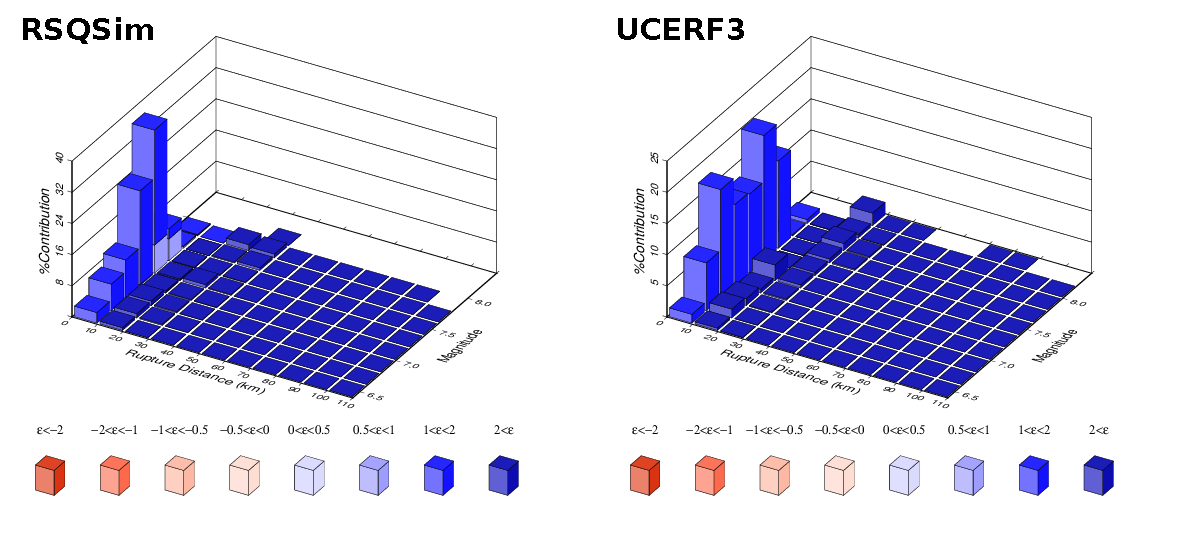 RSQSim
UCERF3
%Contribution
40
32
24
16
8
0
10
20
30
40
50
60
70
80
90
100
110
Rupture Distance (km)
8.0
7.5
7.0
6.5
Magnitude
ε<−2
−2<ε<−1
−1<ε<−0.5
−0.5<ε<0
0<ε<0.5
0.5<ε<1
1<ε<2
2<ε
%Contribution
25
20
15
10
5
0
10
20
30
40
50
60
70
80
90
100
110
Rupture Distance (km)
8.0
7.5
7.0
6.5
Magnitude
ε<−2
−2<ε<−1
−1<ε<−0.5
−0.5<ε<0
0<ε<0.5
0.5<ε<1
1<ε<2
2<ε